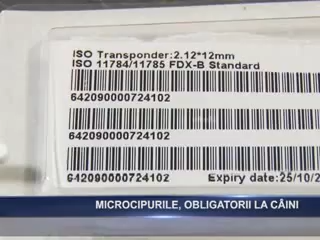 ISO Transponder:2.12*12mm
ISO 11784/11785 FDX-B Standard
642090000724102
642090000724102
642090000724102
Expiry date:25/10/2
MICROCIPURILE, OBLIGATORII LA CÂINI